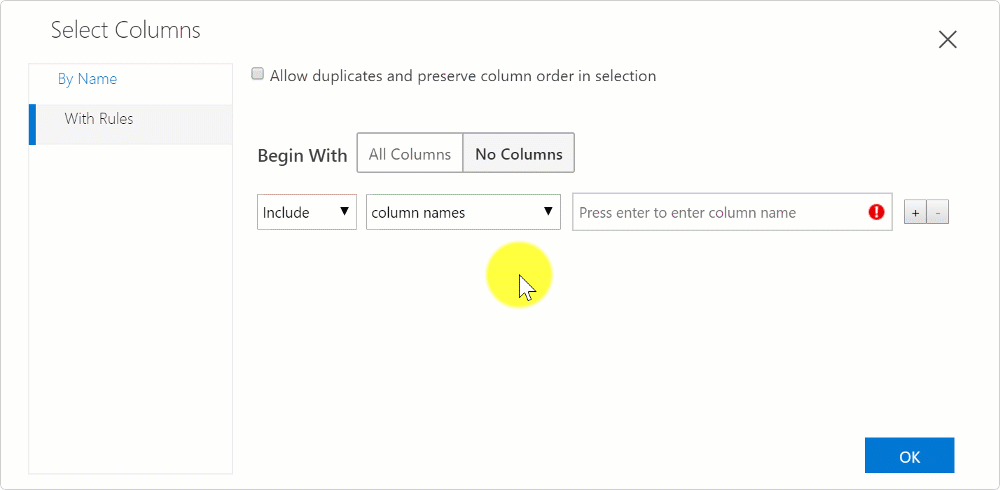 Select Columns
By Name
With Rules
Allow duplicates and preserve column order in selection
Begin With All Columns No Columns
Include column names Press enter to enter column name + -
OK